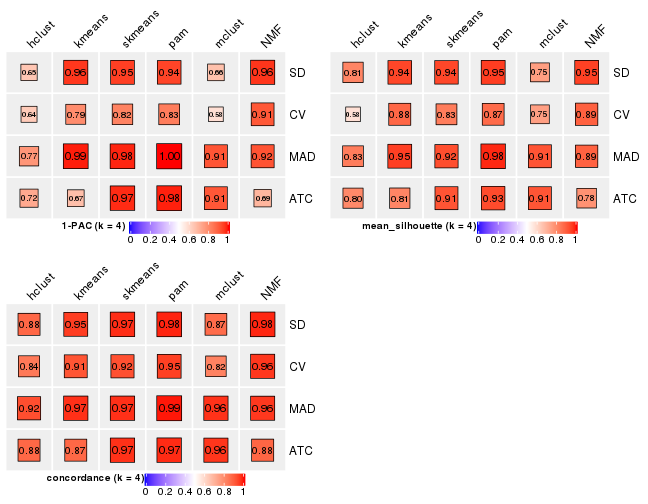 hclust kmeans skmeans pam mclust NMF
0.65 0.96 0.95 0.94 0.66 0.96 SD
0.64 0.79 0.82 0.83 0.58 0.91 CV
0.77 0.99 0.98 1.00 0.91 0.92 MAD
0.72 0.67 0.97 0.98 0.91 0.69 ATC
1-PAC (k = 4)
0 0.2 0.4 0.6 0.8 1
hclust kmeans skmeans pam mclust NMF
0.81 0.94 0.94 0.95 0.75 0.95 SD
0.58 0.88 0.83 0.87 0.75 0.89 CV
0.83 0.95 0.92 0.98 0.91 0.89 MAD
0.80 0.81 0.91 0.93 0.91 0.78 ATC
mean_silhouette (k = 4)
0 0.2 0.4 0.6 0.8 1
hclust kmeans skmeans pam mclust NMF
0.88 0.95 0.97 0.98 0.87 0.98 SD
0.84 0.91 0.92 0.95 0.82 0.96 CV
0.92 0.97 0.97 0.99 0.96 0.96 MAD
0.88 0.87 0.97 0.97 0.96 0.88 ATC
concordance (k = 4)
0 0.2 0.4 0.6 0.8 1